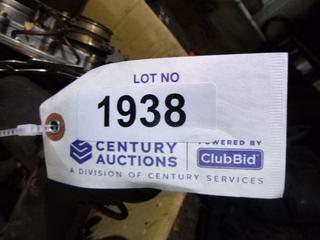 LOT NO
1938
CENTURY AUCTIONS
POWERED BY
ClubBid
A DIVISION OF CENTURY SERVICES